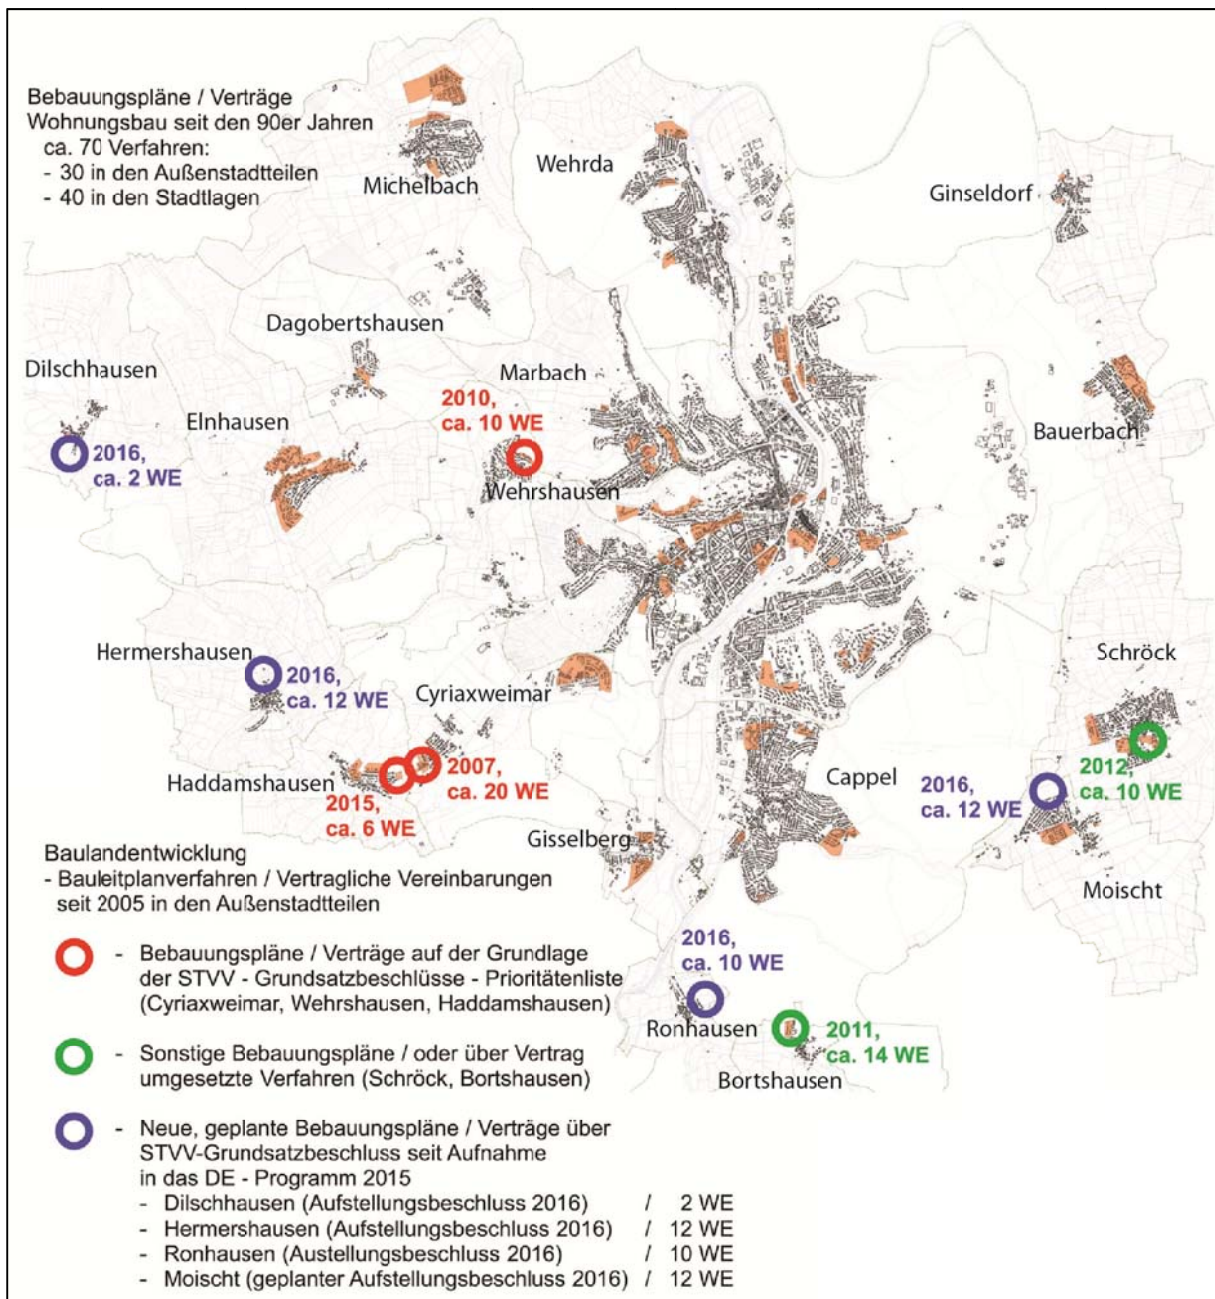 Bebauungspläne / Verträge
Wohnungsbau seit den 90er Jahren
ca. 70 Verfahren:
- 30 in den Außenstadtteilen
- 40 in den Stadtlagen
Michelbach
Wehrda
Ginseldorf
Dagobertshausen
Dilschhausen
Marbach
Elnhausen
2010,
ca. 10 WE
Bauerbach
2016,
ca. 2 WE
Wehrshausen
Hermershausen
2016,
ca. 12 WE
Cyriaxweimar
Schröck
Haddamshausen
2007,
ca. 20 WE
2015,
ca. 6 WE
Cappel
2016,
ca. 12 WE
2012,
ca. 10 WE
Gisselberg
Moischt
2016,
ca. 10 WE
Ronhausen
2011,
ca. 14 WE
Bortshausen
Baulandentwicklung
- Bauleitplanverfahren / Vertragliche Vereinbarungen
seit 2005 in den Außenstadtteilen
- Bebauungspläne / Verträge auf der Grundlage
der STVV - Grundsatzbeschlüsse - Prioritätenliste
(Cyriaxweimar, Wehrshausen, Haddamshausen)
- Sonstige Bebauungspläne / oder über Vertrag
umgesetzte Verfahren (Schröck, Bortshausen)
- Neue, geplante Bebauungspläne / Verträge über
STVV-Grundsatzbeschluss seit Aufnahme
in das DE - Programm 2015
- Dilschhausen (Aufstellungsbeschluss 2016) / 2 WE
- Hermershausen (Aufstellungsbeschluss 2016) / 12 WE
- Ronhausen (Austellungsbeschluss 2016) / 10 WE
- Moischt (geplanter Aufstellungsbeschluss 2016) / 12 WE